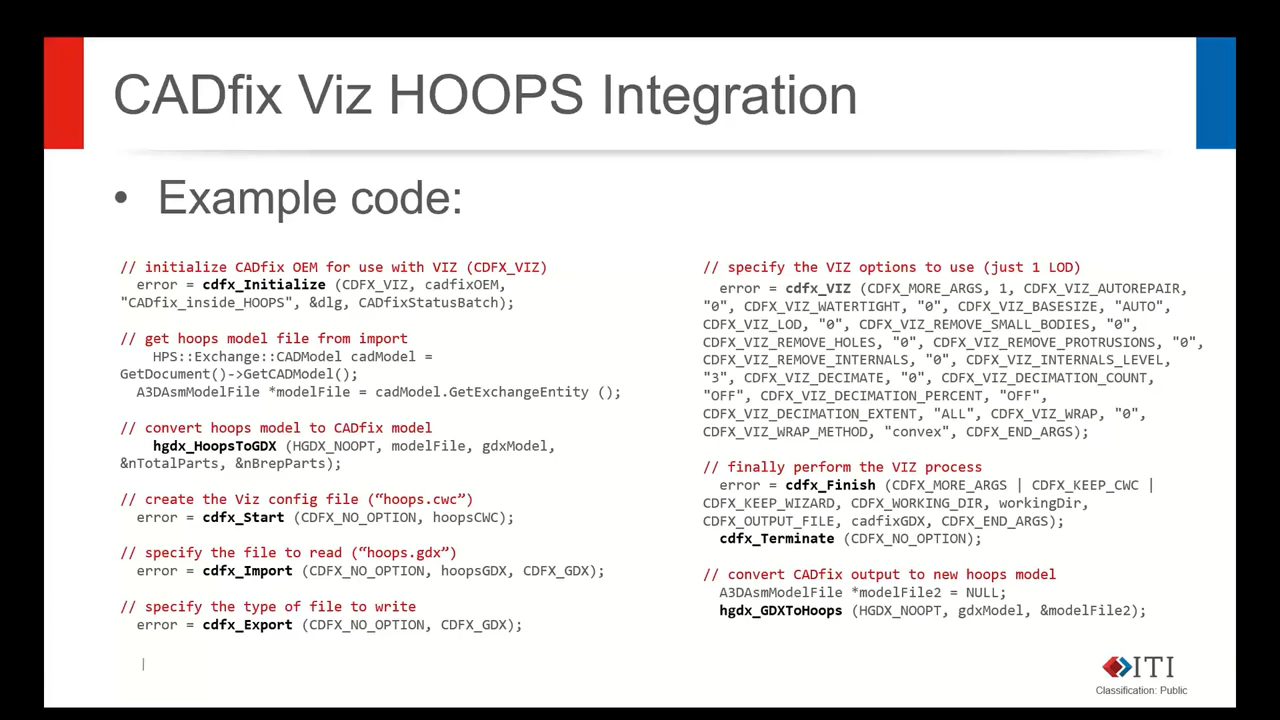 CADfix Viz HOOPS Integration
• Example code:
// initialize CADfix OEM for use with VIZ (CDFX_VIZ)
error = cdfx_Initialize (CDFX_VIZ, cadfixOEM,
"CADfix_inside_HOOPS", &dlg, CADfixStatusBatch);
// get hoops model file from import
HPS::Exchange::CADModel cadModel =
GetDocument()->GetCADModel();
A3DAsmModelFile *modelFile = cadModel.GetExchangeEntity ();
// convert hoops model to CADfix model
hgdx_HoopsToGDX (HGDX_NOOPT, modelFile, gdxModel,
&nTotalParts, &nBrepParts);
// create the Viz config file (“hoops.cwc”)
error = cdfx_Start (CDFX_NO_OPTION, hoopsCWC);
// specify the file to read (“hoops.gdx”)
error = cdfx_Import (CDFX_NO_OPTION, hoopsGDX, CDFX_GDX);
// specify the type of file to write
error = cdfx_Export (CDFX_NO_OPTION, CDFX_GDX);
// specify the VIZ options to use (just 1 LOD)
error = cdfx_VIZ (CDFX_MORE_ARGS, 1, CDFX_VIZ_AUTOREPAIR,
"0", CDFX_VIZ_WATERTIGHT, "0", CDFX_VIZ_BASESIZE, "AUTO",
CDFX_VIZ_LOD, "0", CDFX_VIZ_REMOVE_SMALL_BODIES, "0",
CDFX_VIZ_REMOVE_HOLES, "0", CDFX_VIZ_REMOVE_PROTRUSIONS, "0",
CDFX_VIZ_REMOVE_INTERNALS, "0", CDFX_VIZ_INTERNALS_LEVEL,
"3", CDFX_VIZ_DECIMATE, "0", CDFX_VIZ_DECIMATION_COUNT,
"OFF", CDFX_VIZ_DECIMATION_PERCENT, "OFF",
CDFX_VIZ_DECIMATION_EXTENT, "ALL", CDFX_VIZ_WRAP, "0",
CDFX_VIZ_WRAP_METHOD, "convex", CDFX_END_ARGS);
// finally perform the VIZ process
error = cdfx_Finish (CDFX_MORE_ARGS | CDFX_KEEP_CWC |
CDFX_KEEP_WIZARD, CDFX_WORKING_DIR, workingDir,
CDFX_OUTPUT_FILE, cadfixGDX, CDFX_END_ARGS);
cdfx_Terminate (CDFX_NO_OPTION);
// convert CADfix output to new hoops model
A3DAsmModelFile *modelFile2 = NULL;
hgdx_GDXToHoops (HGDX_NOOPT, gdxModel, &modelFile2);
ITI
Classification: Public